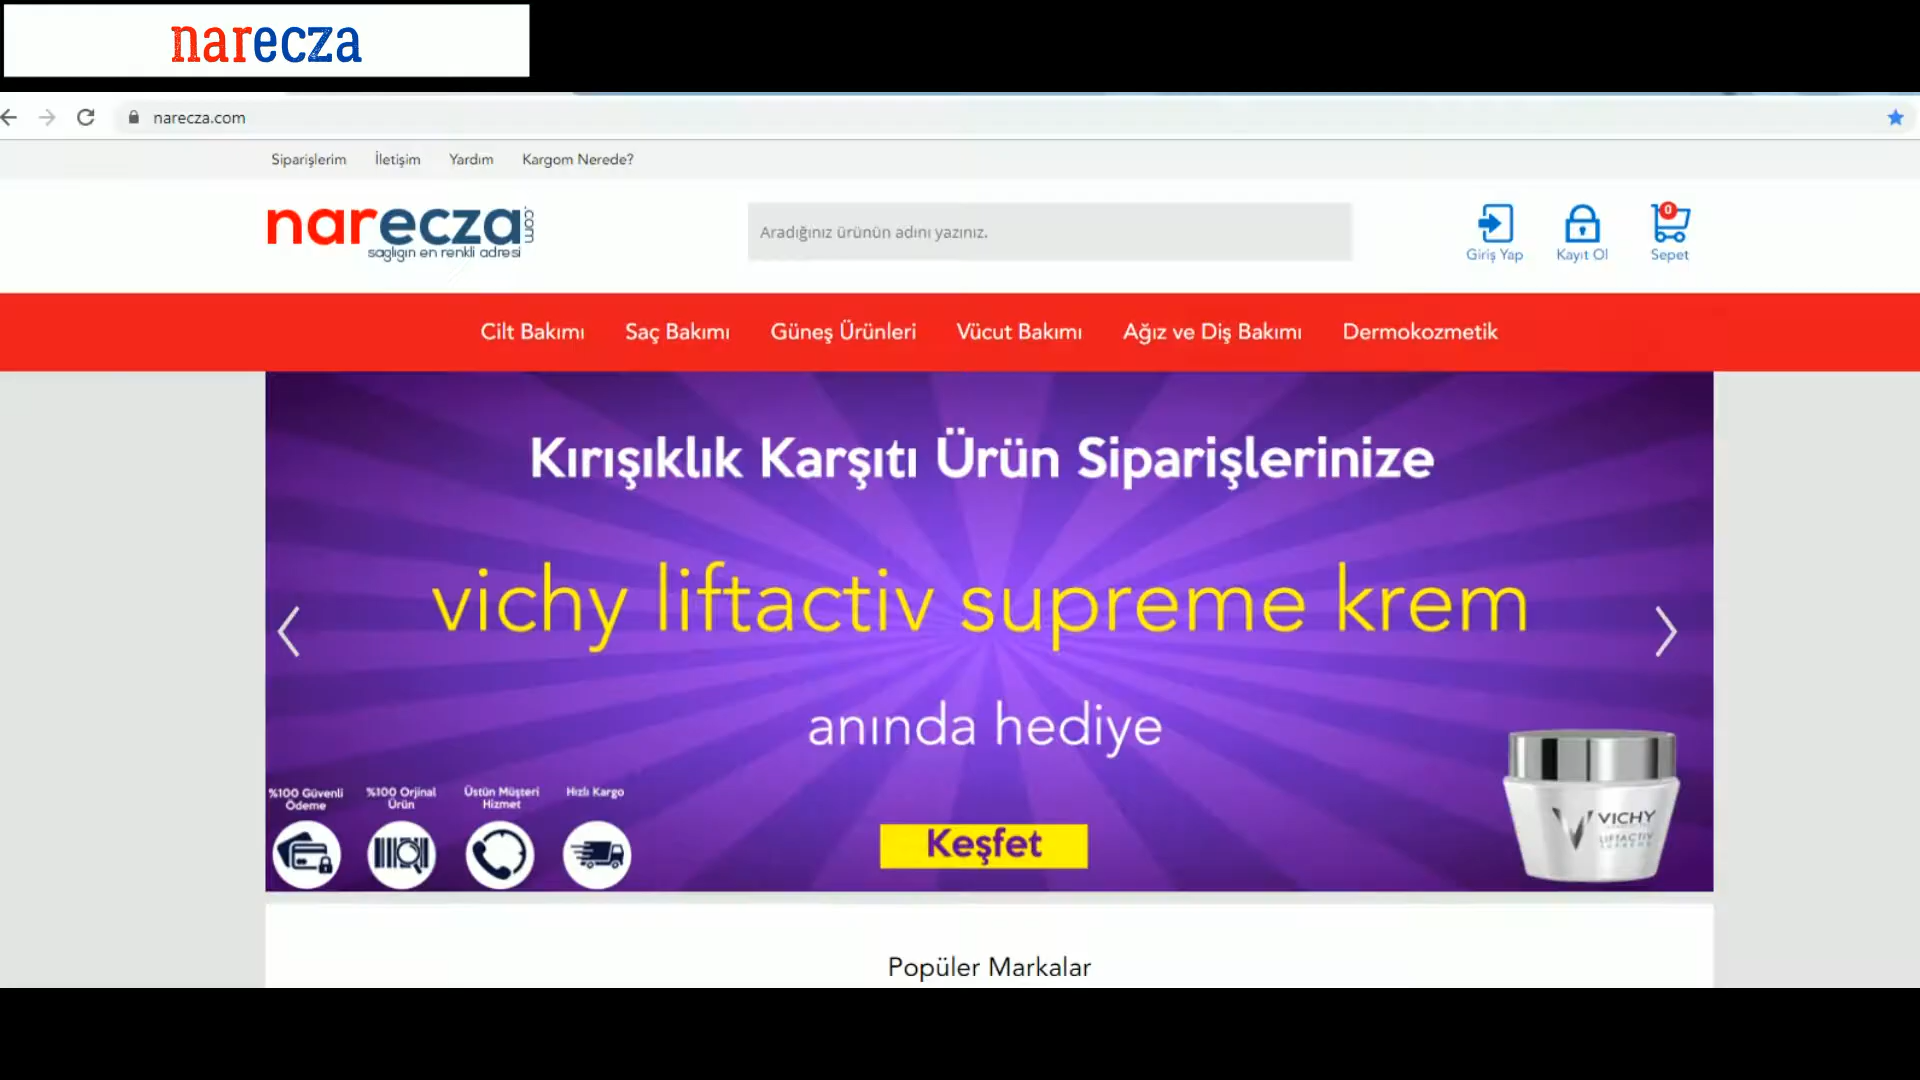 narecza
narecza.com
Siparişlerim İletişim Yardım Kargom Nerede?
narecza.com
sağlığın en renkli adresi
Aradığınız ürünün adını yazınız.
0
Giriş Yap Kayıt Ol Sepet
Cilt Bakımı Saç Bakımı Güneş Ürünleri Vücut Bakımı Ağız ve Diş Bakımı Dermokozmetik
Kırışıklık Karşıtı Ürün Siparişlerinize
vichy liftactiv supreme krem
anında hediye
%100 Güvenli Ödeme
%100 Orjinal Ürün
Üstün Müşteri Hizmet
Hızlı Kargo
Keşfet
VICHY
LIFTACTIV
SUPREME
Popüler Markalar